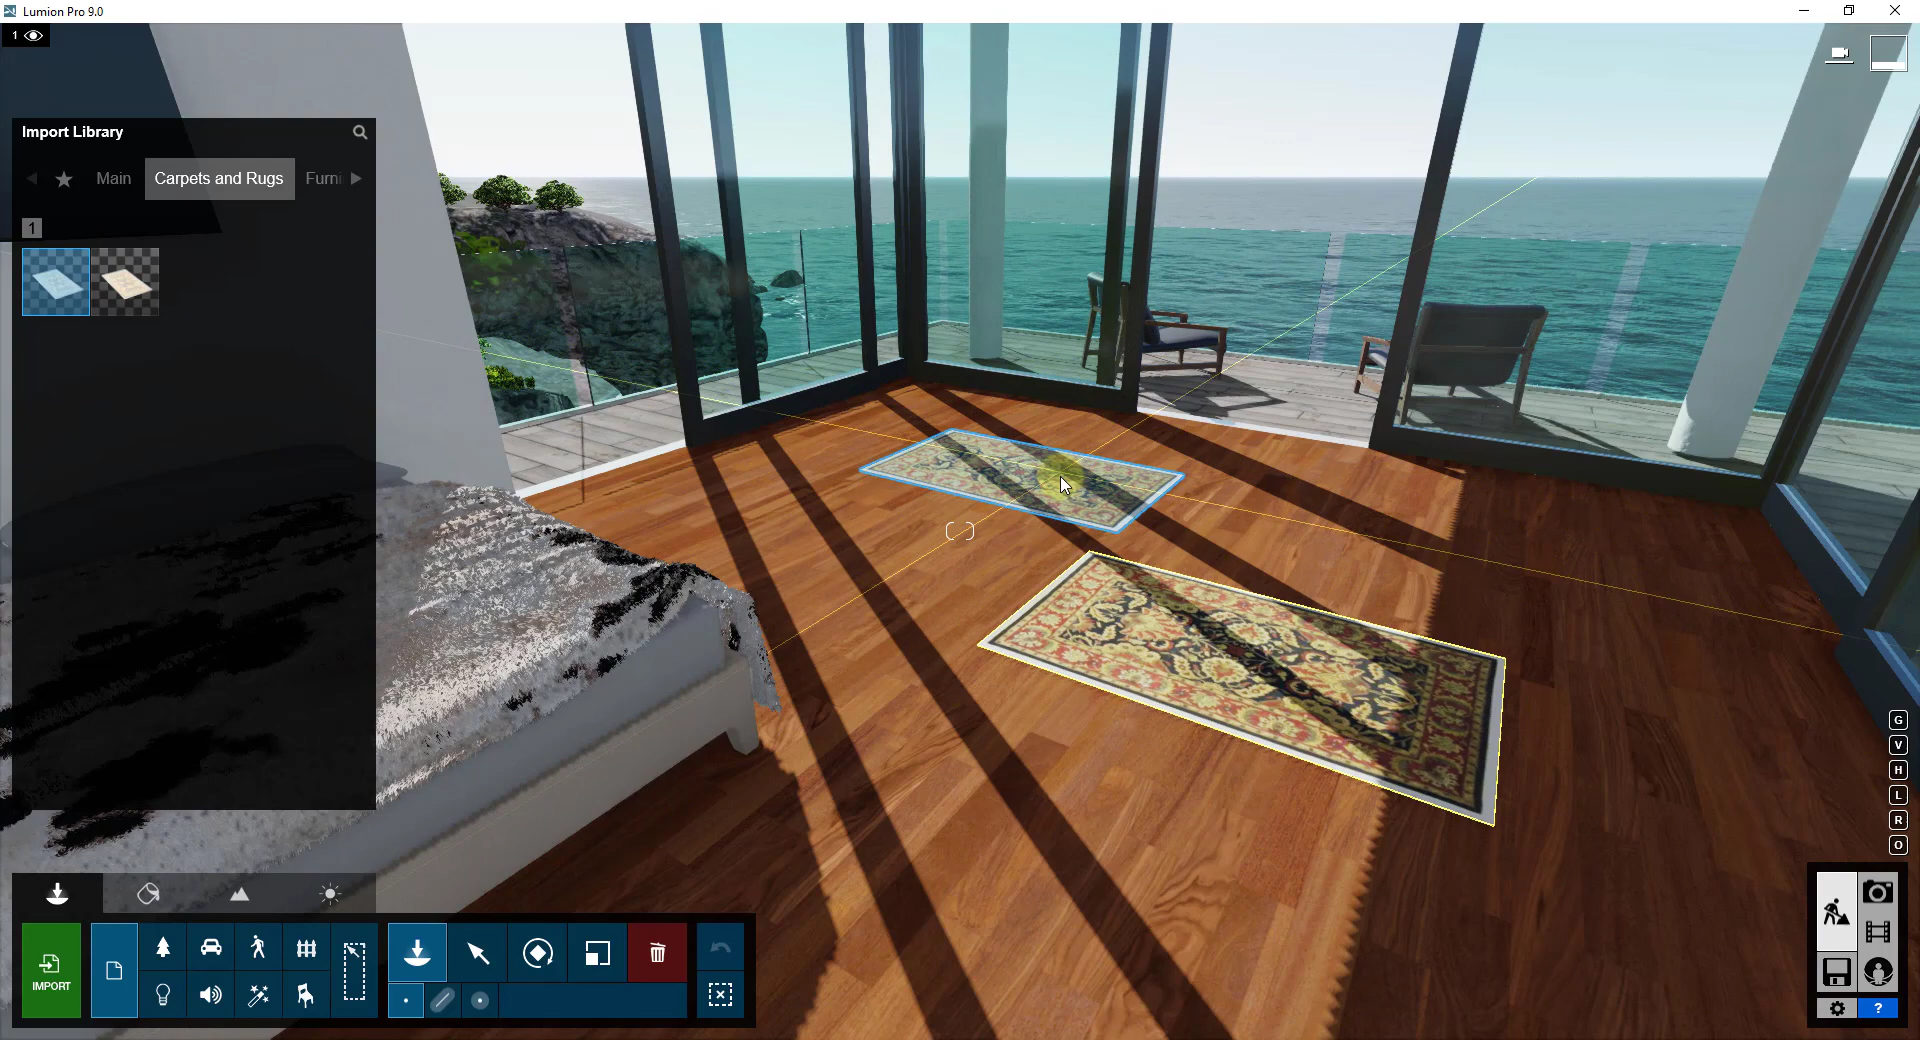 Lumion Pro 9.0
1
Import Library
Main
Carpets and Rugs
Furni
1
G
V
H
L
R
O
IMPORT
?